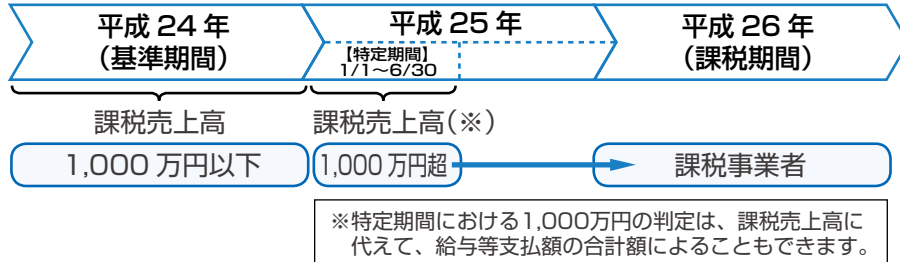 平成 24 年
(基準期間)
平成 25 年
【特定期間】
1/1〜6/30
平成 26 年
(課税期間)
課税売上高
課税売上高(※)
1,000 万円以下
1,000 万円超
課税事業者
※特定期間における1,000万円の判定は、課税売上高に
代えて、給与等支払額の合計額によることもできます。